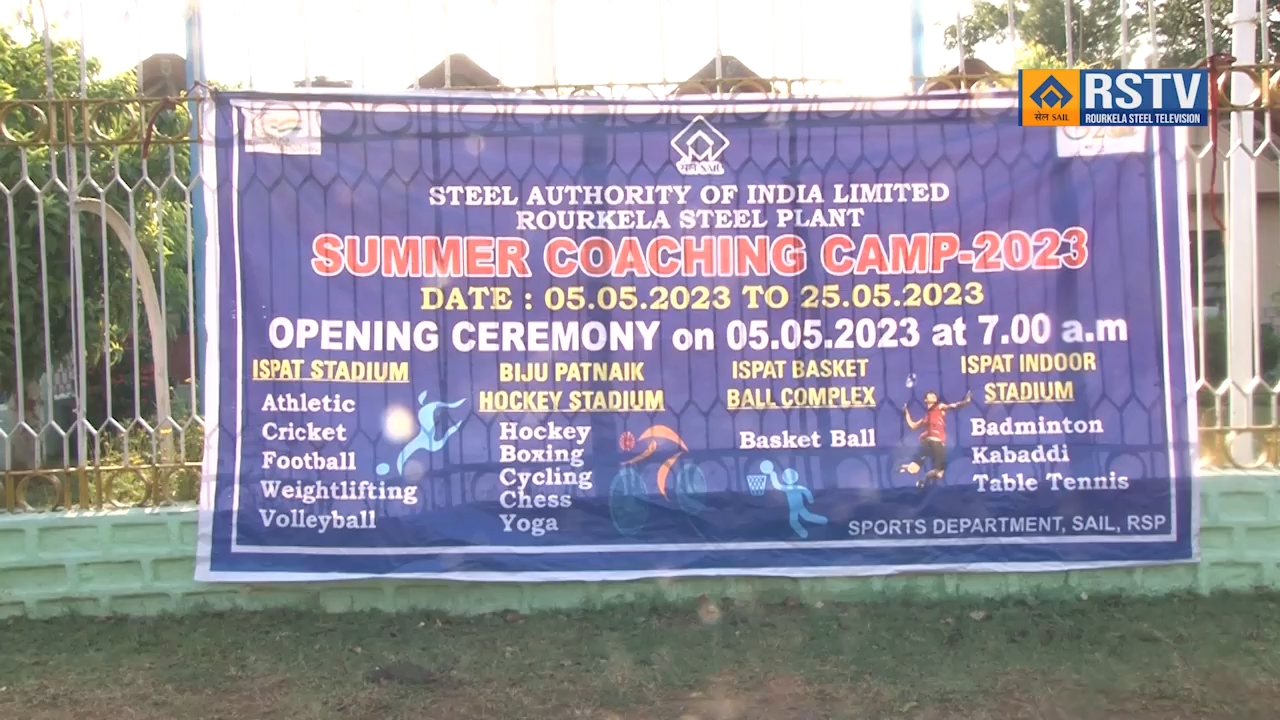 सेल SAIL
RSTV
ROURKELA STEEL TELEVISION
सेल SAIL
STEEL AUTHORITY OF INDIA LIMITED
ROURKELA STEEL PLANT
SUMMER COACHING CAMP-2023
DATE : 05.05.2023 TO 25.05.2023
OPENING CEREMONY on 05.05.2023 at 7.00 a.m
ISPAT STADIUM
Athletic
Cricket
Football
Weightlifting
Volleyball
BIJU PATNAIK
HOCKEY STADIUM
Hockey
Boxing
Cycling
Chess
Yoga
ISPAT BASKET
BALL COMPLEX
Basket Ball
ISPAT INDOOR
STADIUM
Badminton
Kabaddi
Table Tennis
SPORTS DEPARTMENT, SAIL, RSP